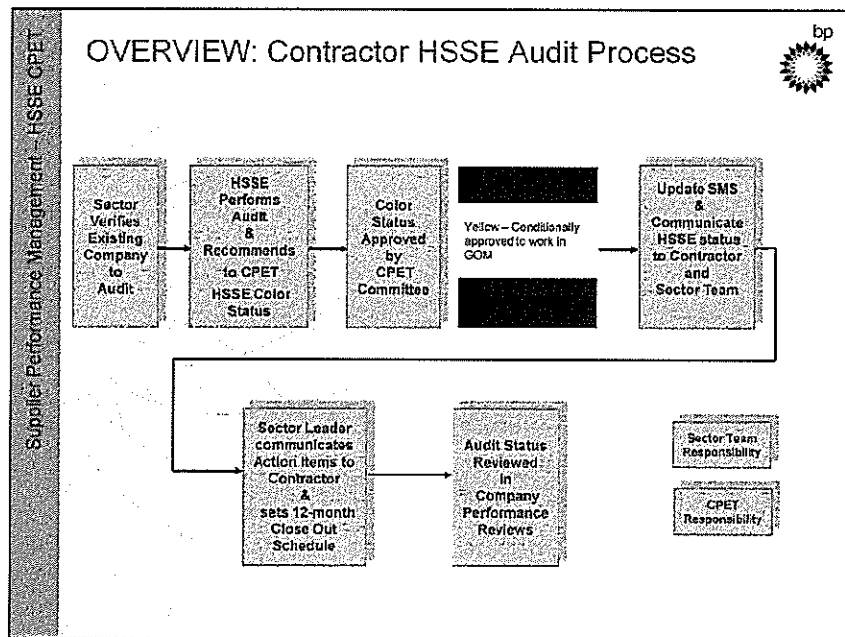 bp
OVERVIEW: Contractor HSSE Audit Process
Supplier Performance Management – HSSE CPET
Sector
Verifies
Existing
Company
to
Audit
HSSE
Performs
Audit
&
Recommends
to CPET
HSSE Color
Status
Color
Status
Approved
by
CPET
Committee
Yellow – Conditionally
approved to work in
GOM
Update SMS
&
Communicate
HSSE status
to Contractor
and
Sector Team
Sector Leader
communicates
Action Items to
Contractor
&
sets 12-month
Close Out
Schedule
Audit Status
Reviewed
in
Company
Performance
Reviews
Sector Team
Responsibility
CPET
Responsibility